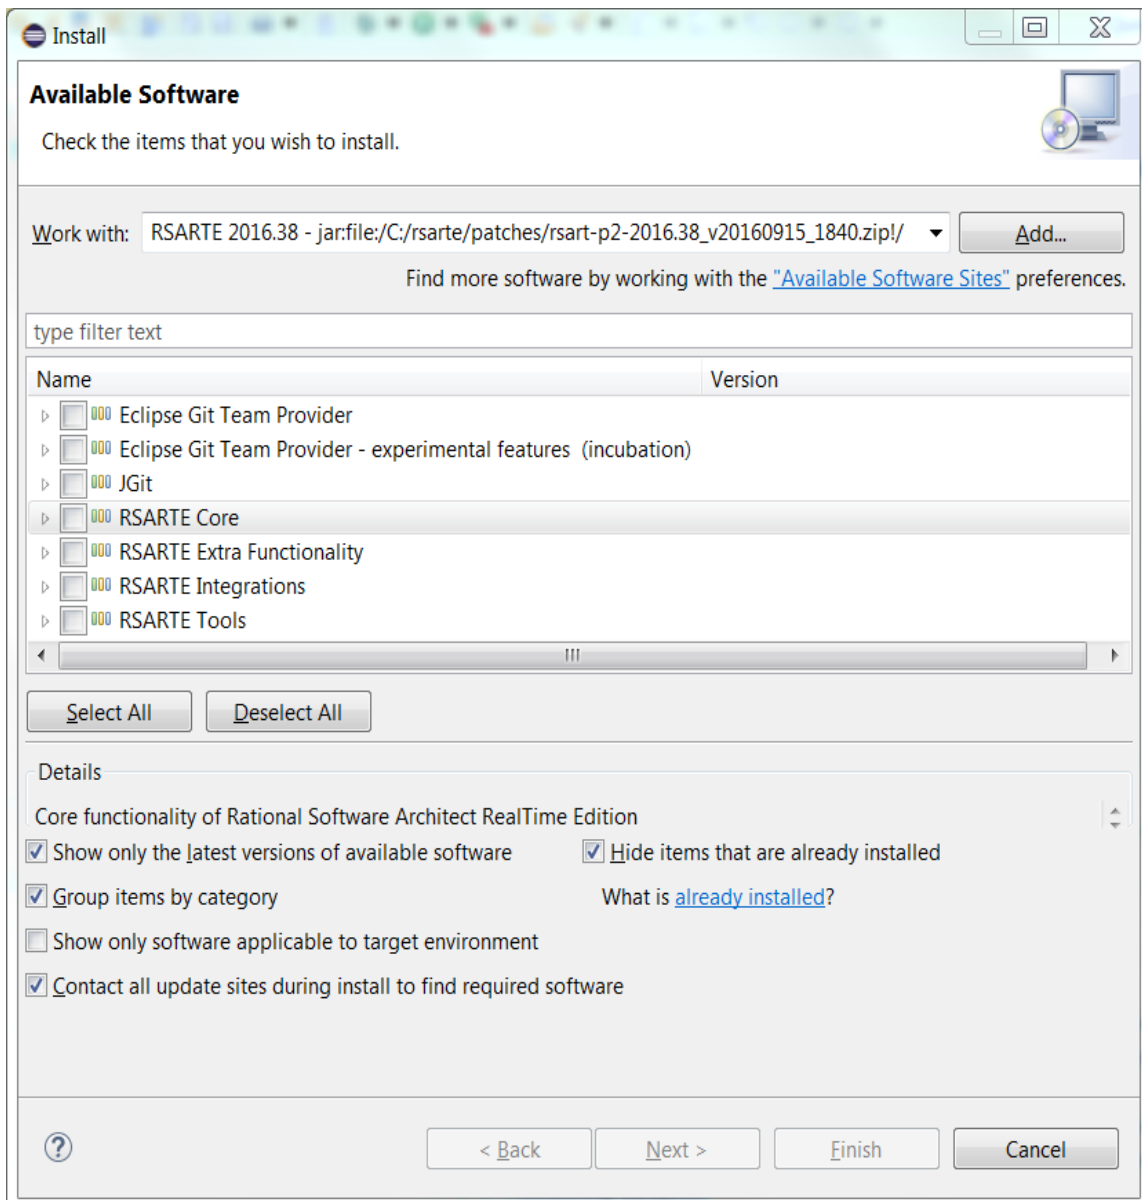 Install
Available Software
Check the items that you wish to install.
Work with: RSARTE 2016.38 - jar:file:/C:/rsarte/patches/rsart-p2-2016.38_v20160915_1840.zip!/ Add...
Find more software by working with the "Available Software Sites" preferences.
type filter text
Name Version
Eclipse Git Team Provider
Eclipse Git Team Provider - experimental features (incubation)
JGit
RSARTE Core
RSARTE Extra Functionality
RSARTE Integrations
RSARTE Tools
Select All Deselect All
Details
Core functionality of Rational Software Architect RealTime Edition
Show only the latest versions of available software Hide items that are already installed
Group items by category What is already installed?
Show only software applicable to target environment
Contact all update sites during install to find required software
? < Back Next > Finish Cancel